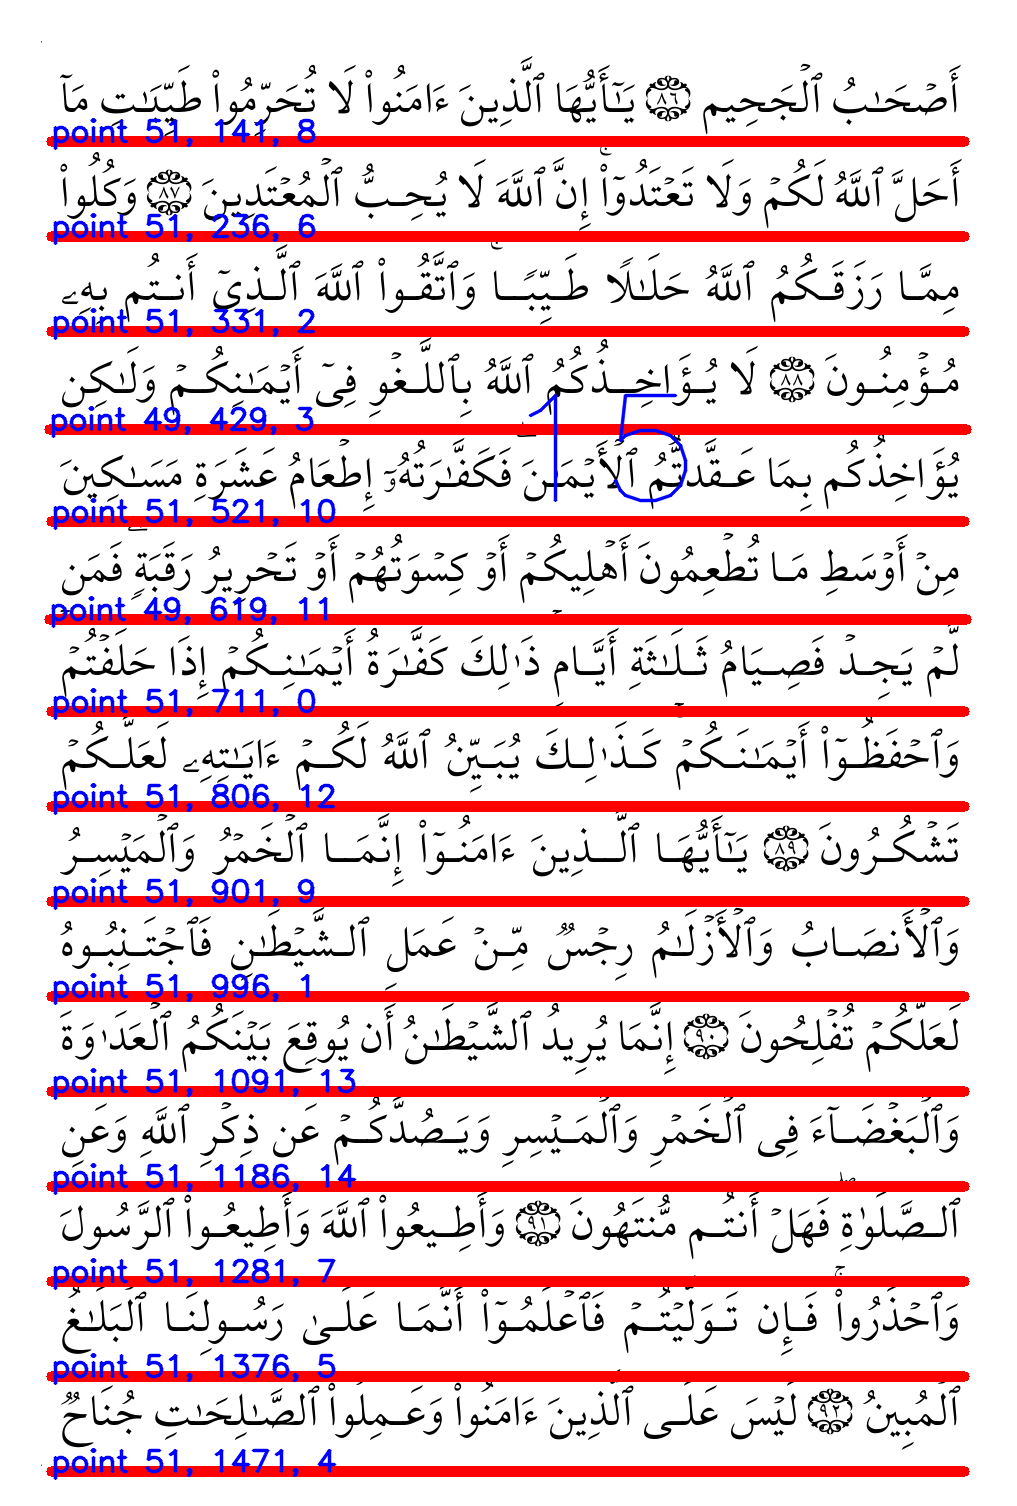 أَصْحَٰبُ ٱلْجَحِيمِ ٨٦ يَٰٓأَيُّهَا ٱلَّذِينَ ءَامَنُوا۟ لَا تُحَرِّمُوا۟ طَيِّبَٰتِ مَآ
point 51, 141, 8
أَحَلَّ ٱللَّهُ لَكُمْ وَلَا تَعْتَدُوٓا۟ ۚ إِنَّ ٱللَّهَ لَا يُحِبُّ ٱلْمُعْتَدِينَ ٨٧ وَكُلُوا۟
point 51, 236, 6
مِمَّا رَزَقَكُمُ ٱللَّهُ حَلَٰلًا طَيِّبًا ۚ وَٱتَّقُوا۟ ٱللَّهَ ٱلَّذِىٓ أَنتُم بِهِۦ
point 51, 331, 2
مُؤْمِنُونَ ٨٨ لَا يُؤَاخِذُكُمُ ٱللَّهُ بِٱللَّغْوِ فِىٓ أَيْمَٰنِكُمْ وَلَٰكِن
point 49, 429, 3
15
يُؤَاخِذُكُم بِمَا عَقَّدتُّمُ ٱلْأَيْمَٰنَ ۖ فَكَفَّٰرَتُهُۥٓ إِطْعَامُ عَشَرَةِ مَسَٰكِينَ
point 51, 521, 10
مِنْ أَوْسَطِ مَا تُطْعِمُونَ أَهْلِيكُمْ أَوْ كِسْوَتُهُمْ أَوْ تَحْرِيرُ رَقَبَةٍ ۖ فَمَن
point 49, 619, 11
لَّمْ يَجِدْ فَصِيَامُ ثَلَٰثَةِ أَيَّامٍ ذَٰلِكَ كَفَّٰرَةُ أَيْمَٰنِكُمْ إِذَا حَلَفْتُمْ
point 51, 711, 0
وَٱحْفَظُوٓا۟ أَيْمَٰنَكُمْ كَذَٰلِكَ يُبَيِّنُ ٱللَّهُ لَكُمْ ءَايَٰتِهِۦ لَعَلَّكُمْ
point 51, 806, 12
تَشْكُرُونَ ٨٩ يَٰٓأَيُّهَا ٱلَّذِينَ ءَامَنُوٓا۟ إِنَّمَا ٱلْخَمْرُ وَٱلْمَيْسِرُ
point 51, 901, 9
وَٱلْأَنصَابُ وَٱلْأَزْلَٰمُ رِجْسٌ مِّنْ عَمَلِ ٱلشَّيْطَٰنِ فَٱجْتَنِبُوهُ
point 51, 996, 1
لَعَلَّكُمْ تُفْلِحُونَ ٩٠ إِنَّمَا يُرِيدُ ٱلشَّيْطَٰنُ أَن يُوقِعَ بَيْنَكُمُ ٱلْعَدَٰوَةَ
point 51, 1091, 13
وَٱلْبَغْضَآءَ فِى ٱلْخَمْرِ وَٱلْمَيْسِرِ وَيَصُدَّكُمْ عَن ذِكْرِ ٱللَّهِ وَعَنِ
point 51, 1186, 14
ٱلصَّلَوٰةِ ۖ فَهَلْ أَنتُم مُّنتَهُونَ ٩١ وَأَطِيعُوا۟ ٱللَّهَ وَأَطِيعُوا۟ ٱلرَّسُولَ
point 51, 1281, 7
وَٱحْذَرُوا۟ ۚ فَإِن تَوَلَّيْتُمْ فَٱعْلَمُوٓا۟ أَنَّمَا عَلَىٰ رَسُولِنَا ٱلْبَلَٰغُ
point 51, 1376, 5
ٱلْمُبِينُ ٩٢ لَيْسَ عَلَى ٱلَّذِينَ ءَامَنُوا۟ وَعَمِلُوا۟ ٱلصَّٰلِحَٰتِ جُنَاحٌ
point 51, 1471, 4